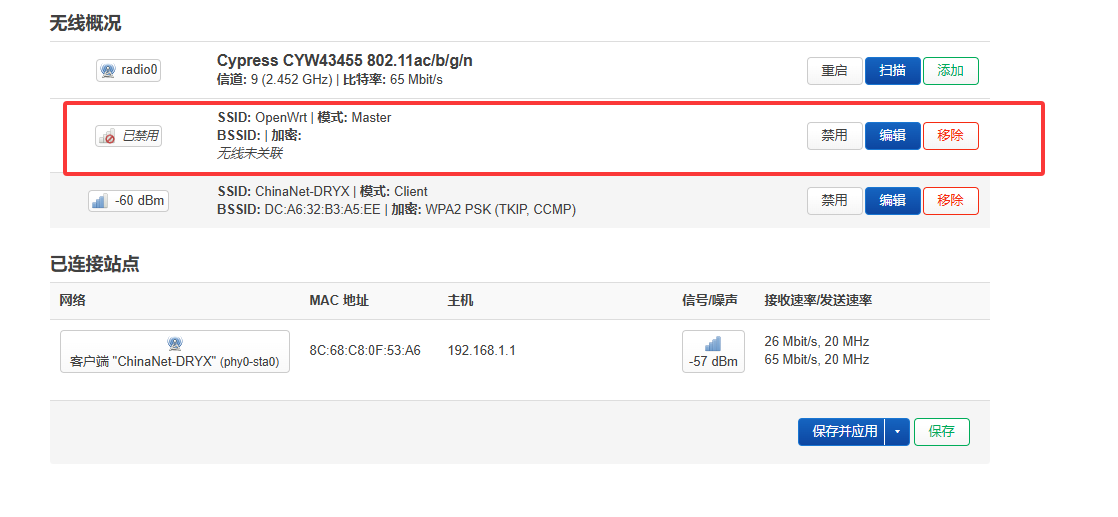 无线概况
radio0
Cypress CYW43455 802.11ac/b/g/n
信道: 9 (2.452 GHz) | 比特率: 65 Mbit/s
重启 扫描 添加
已禁用
SSID: OpenWrt | 模式: Master
BSSID: | 加密:
无线未关联
禁用 编辑 移除
-60 dBm
SSID: ChinaNet-DRYX | 模式: Client
BSSID: DC:A6:32:B3:A5:EE | 加密: WPA2 PSK (TKIP, CCMP)
禁用 编辑 移除
已连接站点
网络 MAC 地址 主机 信号/噪声 接收速率/发送速率
客户端 "ChinaNet-DRYX" (phy0-sta0)
8C:68:C8:0F:53:A6
192.168.1.1
-57 dBm
26 Mbit/s, 20 MHz
65 Mbit/s, 20 MHz
保存并应用 保存